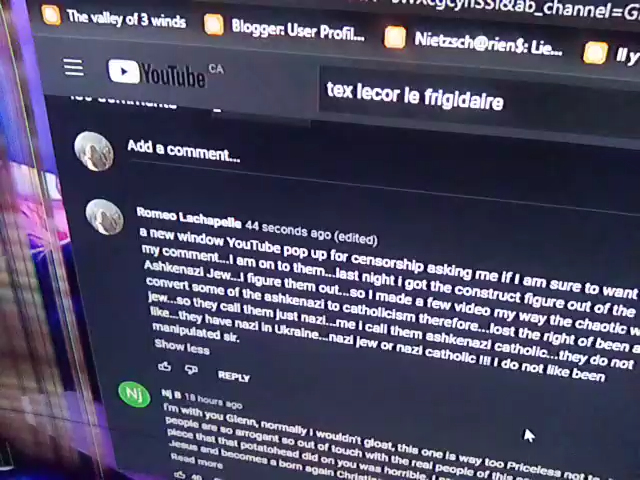 The valley of 3 winds
Blogger: User Profil...
Nietzsch@rien$: Lie...
Il y
YouTube CA
tex lecor le frigidaire
Add a comment...
Romeo Lachapelle 44 seconds ago (edited)
a new window YouTube pop up for censorship asking me If I am sure to want
my comment...I am on to them...last night i got the construct figure out of the
Ashkenazi Jew...I figure them out...so I made a few video my way the chaotic w
convert some of the ashkenazi to catholicism therefore...lost the right of been a
jew...so they call them just nazi...me i call them ashkenazi catholic...they do not
like...they have nazi in Ukraine...nazi jew or nazi catholic !!! I do not like been
manipulated sir.
Show less
REPLY
Nj
Nj B 18 hours ago
I'm with you Glenn, normally I wouldn't gloat, this one is way too Priceless not to
people are so arrogant so out of touch with the real people of this
piece that that potatohead did on you was horrible.
Jesus and becomes a born again Christia
Read more